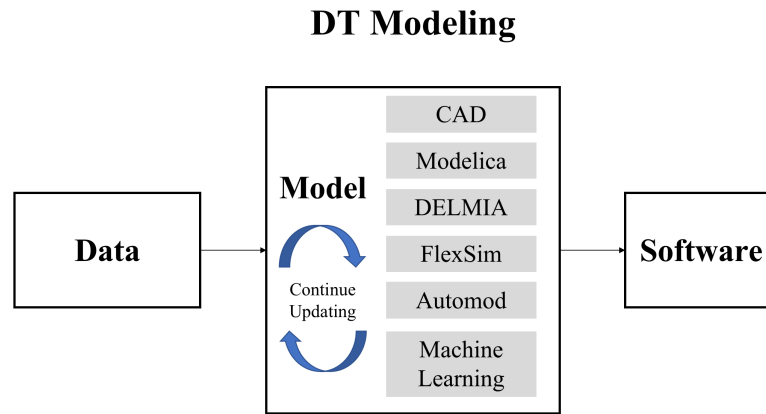 DT Modeling
Data
Model
Continue
Updating
CAD
Modelica
DELMIA
FlexSim
Automod
Machine
Learning
Software